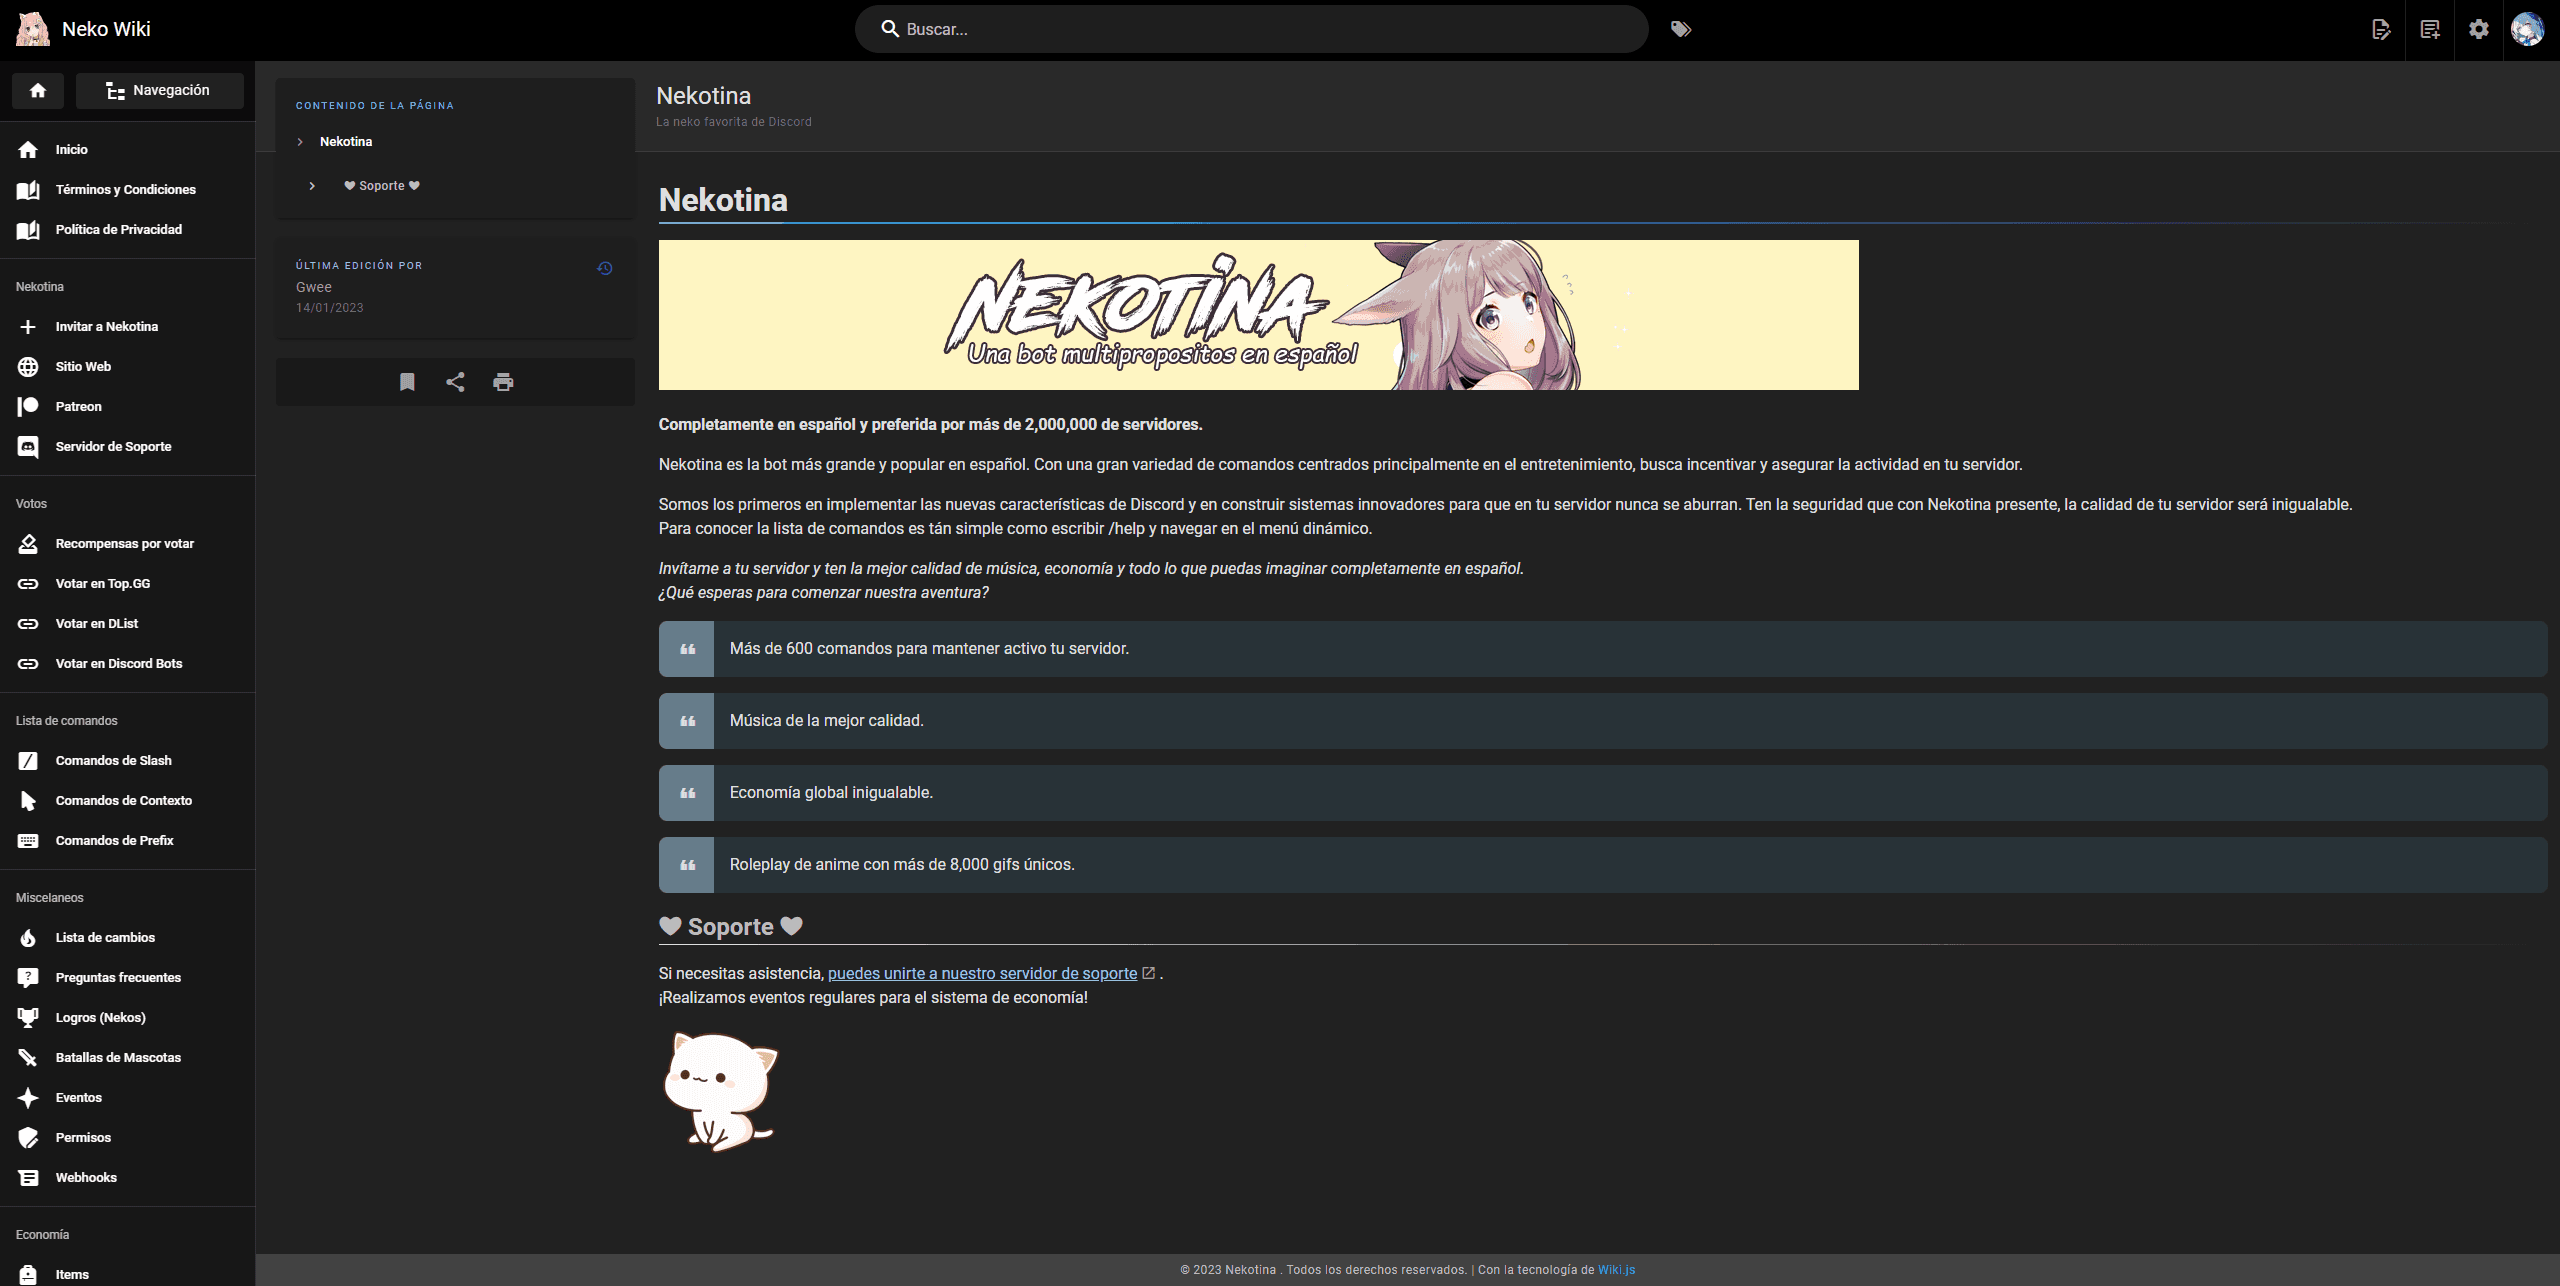 Neko Wiki
Buscar...
Navegación
Inicio
Términos y Condiciones
Política de Privacidad
Nekotina
Invitar a Nekotina
Sitio Web
Patreon
Servidor de Soporte
Votos
Recompensas por votar
Votar en Top.GG
Votar en DList
Votar en Discord Bots
Lista de comandos
Comandos de Slash
Comandos de Contexto
Comandos de Prefix
Miscelaneos
Lista de cambios
Preguntas frecuentes
Logros (Nekos)
Batallas de Mascotas
Eventos
Permisos
Webhooks
Economía
Items
CONTENIDO DE LA PÁGINA
Nekotina
♥ Soporte ♥
ÚLTIMA EDICIÓN POR
Gwee
14/01/2023
Nekotina
La neko favorita de Discord
Nekotina
NEKOTINA
Una bot multipropositos en español
Completamente en español y preferida por más de 2,000,000 de servidores.
Nekotina es la bot más grande y popular en español. Con una gran variedad de comandos centrados principalmente en el entretenimiento, busca incentivar y asegurar la actividad en tu servidor.
Somos los primeros en implementar las nuevas características de Discord y en construir sistemas innovadores para que en tu servidor nunca se aburran. Ten la seguridad que con Nekotina presente, la calidad de tu servidor será inigualable.
Para conocer la lista de comandos es tán simple como escribir /help y navegar en el menú dinámico.
Invítame a tu servidor y ten la mejor calidad de música, economía y todo lo que puedas imaginar completamente en español.
¿Qué esperas para comenzar nuestra aventura?
Más de 600 comandos para mantener activo tu servidor.
Música de la mejor calidad.
Economía global inigualable.
Roleplay de anime con más de 8,000 gifs únicos.
♥ Soporte ♥
Si necesitas asistencia, puedes unirte a nuestro servidor de soporte .
¡Realizamos eventos regulares para el sistema de economía!
© 2023 Nekotina . Todos los derechos reservados. | Con la tecnología de Wiki.js